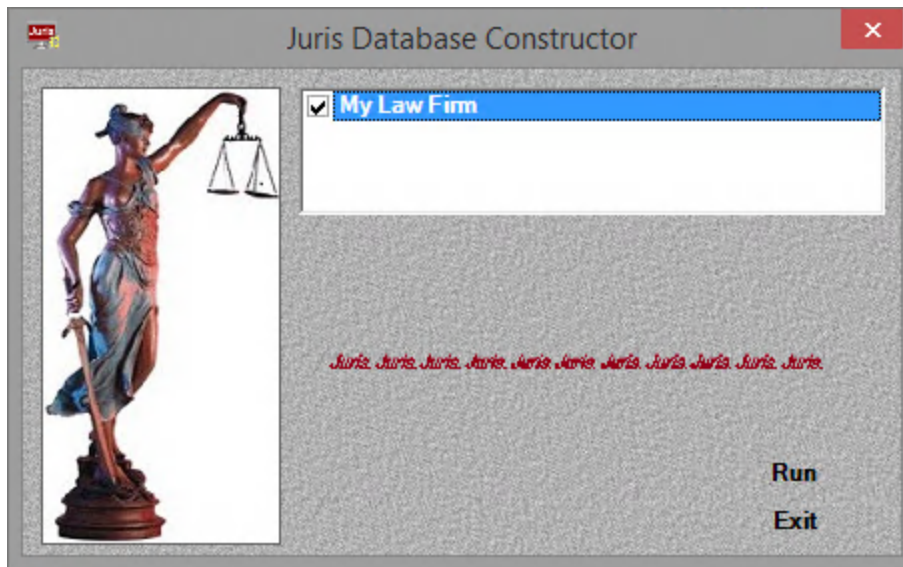 Juris
Juris Database Constructor
My Law Firm
Juris. Juris. Juris. Juris. Juris. Juris. Juris. Juris. Juris. Juris. Juris.
Run
Exit